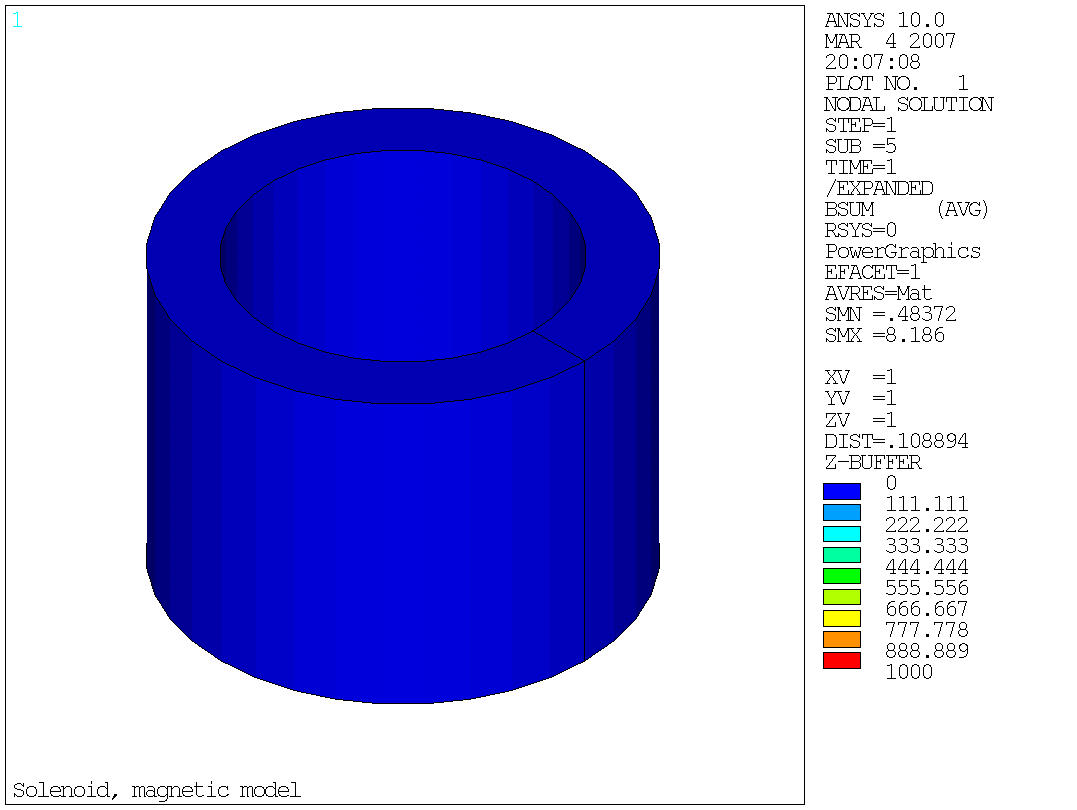 1
ANSYS 10.0
MAR 4 2007
20:07:08
PLOT NO. 1
NODAL SOLUTION
STEP=1
SUB =5
TIME=1
/EXPANDED
BSUM (AVG)
RSYS=0
PowerGraphics
EFACET=1
AVRES=Mat
SMN =.48372
SMX =8.186
XV =1
YV =1
ZV =1
DIST=.108894
Z-BUFFER
0
111.111
222.222
333.333
444.444
555.556
666.667
777.778
888.889
1000
Solenoid, magnetic model